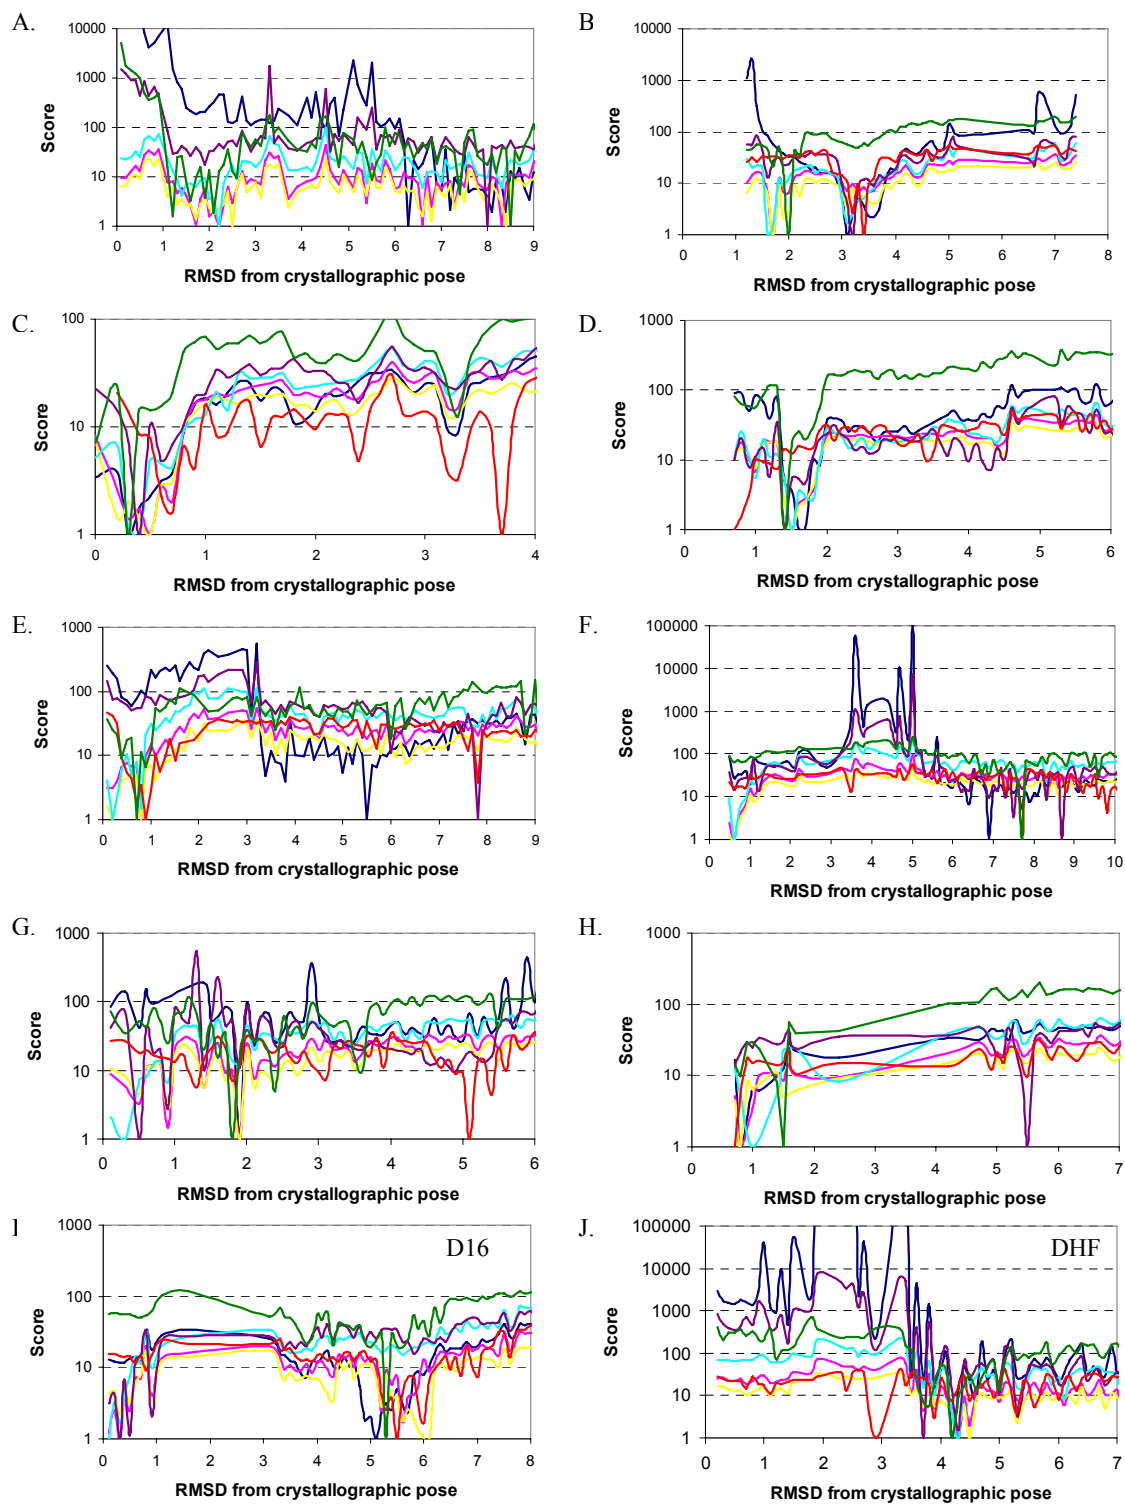 A.
10000
1000
100
10
1
Score
0 1 2 3 4 5 6 7 8 9
RMSD from crystallographic pose
B.
10000
1000
100
10
1
Score
0 1 2 3 4 5 6 7 8
RMSD from crystallographic pose
C.
100
10
1
Score
0 1 2 3 4
RMSD from crystallographic pose
D.
1000
100
10
1
Score
0 1 2 3 4 5 6
RMSD from crystallographic pose
E.
1000
100
10
1
Score
0 1 2 3 4 5 6 7 8 9
RMSD from crystallographic pose
F.
100000
10000
1000
100
10
1
Score
0 1 2 3 4 5 6 7 8 9 10
RMSD from crystallographic pose
G.
1000
100
10
1
Score
0 1 2 3 4 5 6
RMSD from crystallographic pose
H.
1000
100
10
1
Score
0 1 2 3 4 5 6 7
RMSD from crystallographic pose
I
D16
1000
100
10
1
Score
0 1 2 3 4 5 6 7 8
RMSD from crystallographic pose
J.
DHF
100000
10000
1000
100
10
1
Score
0 1 2 3 4 5 6 7
RMSD from crystallographic pose